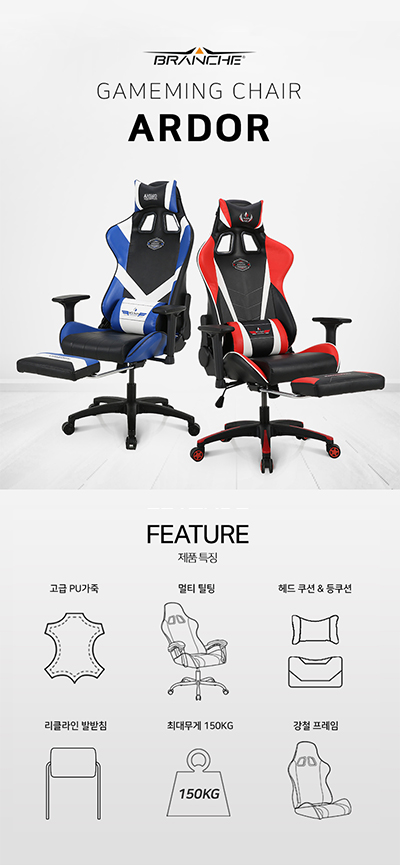 BRANCHE®
GAMEMING CHAIR
ARDOR
FEATURE
제품 특징
고급 PU가죽
멀티 틸팅
헤드 쿠션 & 등쿠션
리클라인 발받침
최대무게 150KG
강철 프레임
150KG